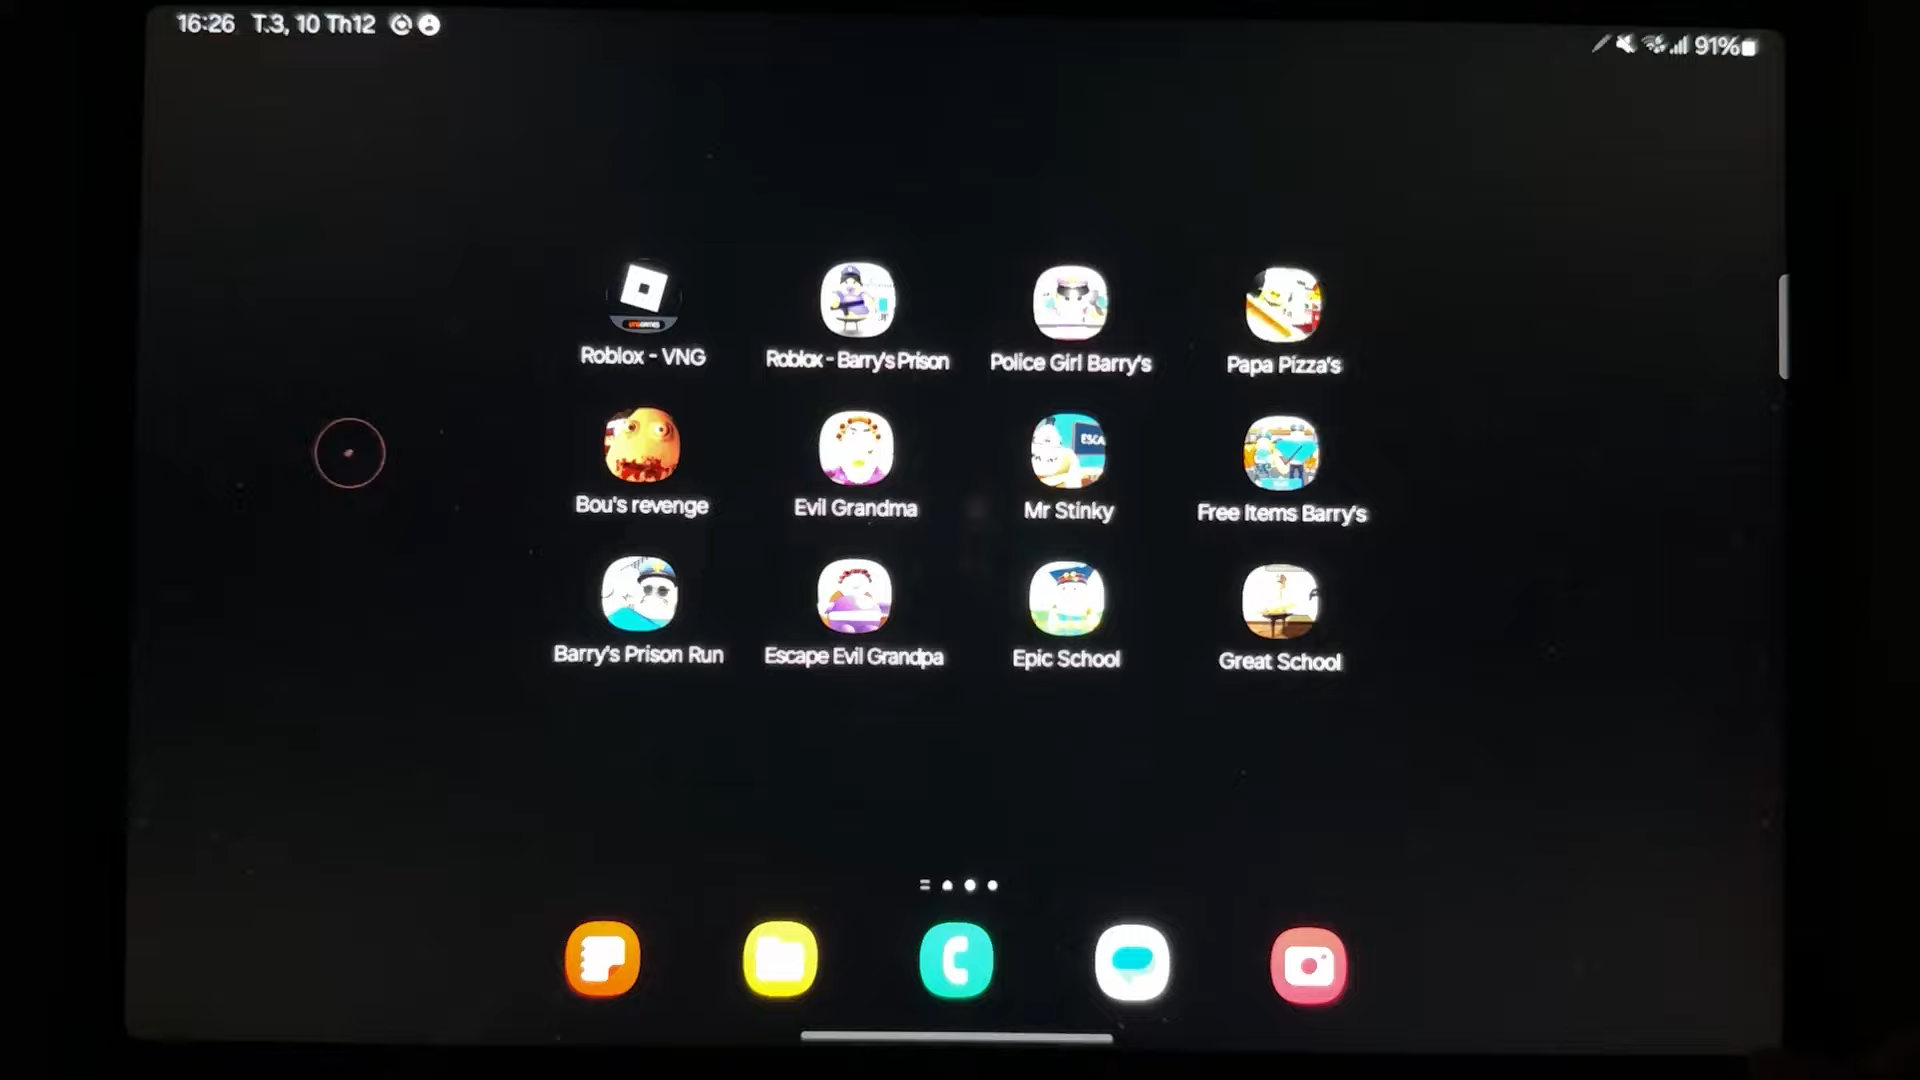 16:26 T.3, 10 Th12
91%
Roblox - VNG
Roblox - Barry's Prison
Police Girl Barry's
Papa Pizza's
ESCA
Bou's revenge
Evil Grandma
Mr Stinky
Free Items Barry's
Barry's Prison Run
Escape Evil Grandpa
Epic School
Great School